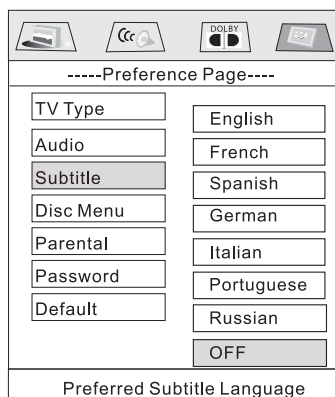 DOLBY
-----Preference Page----
TV Type
Audio
Subtitle
Disc Menu
Parental
Password
Default
English
French
Spanish
German
Italian
Portuguese
Russian
OFF
Preferred Subtitle Language